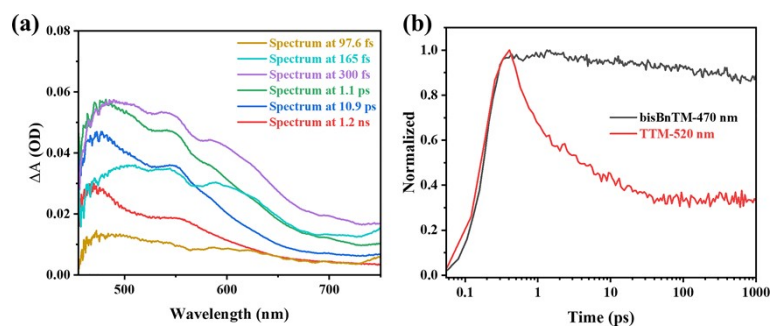 (a)
0.08
0.06
0.04
0.02
0.00
ΔA (OD)
Spectrum at 97.6 fs
Spectrum at 165 fs
Spectrum at 300 fs
Spectrum at 1.1 ps
Spectrum at 10.9 ps
Spectrum at 1.2 ns
500
600
700
Wavelength (nm)
(b)
1.0
0.8
0.6
0.4
0.2
0.0
Normalized
bisBnTM-470 nm
TTM-520 nm
0.1
1
10
100
1000
Time (ps)